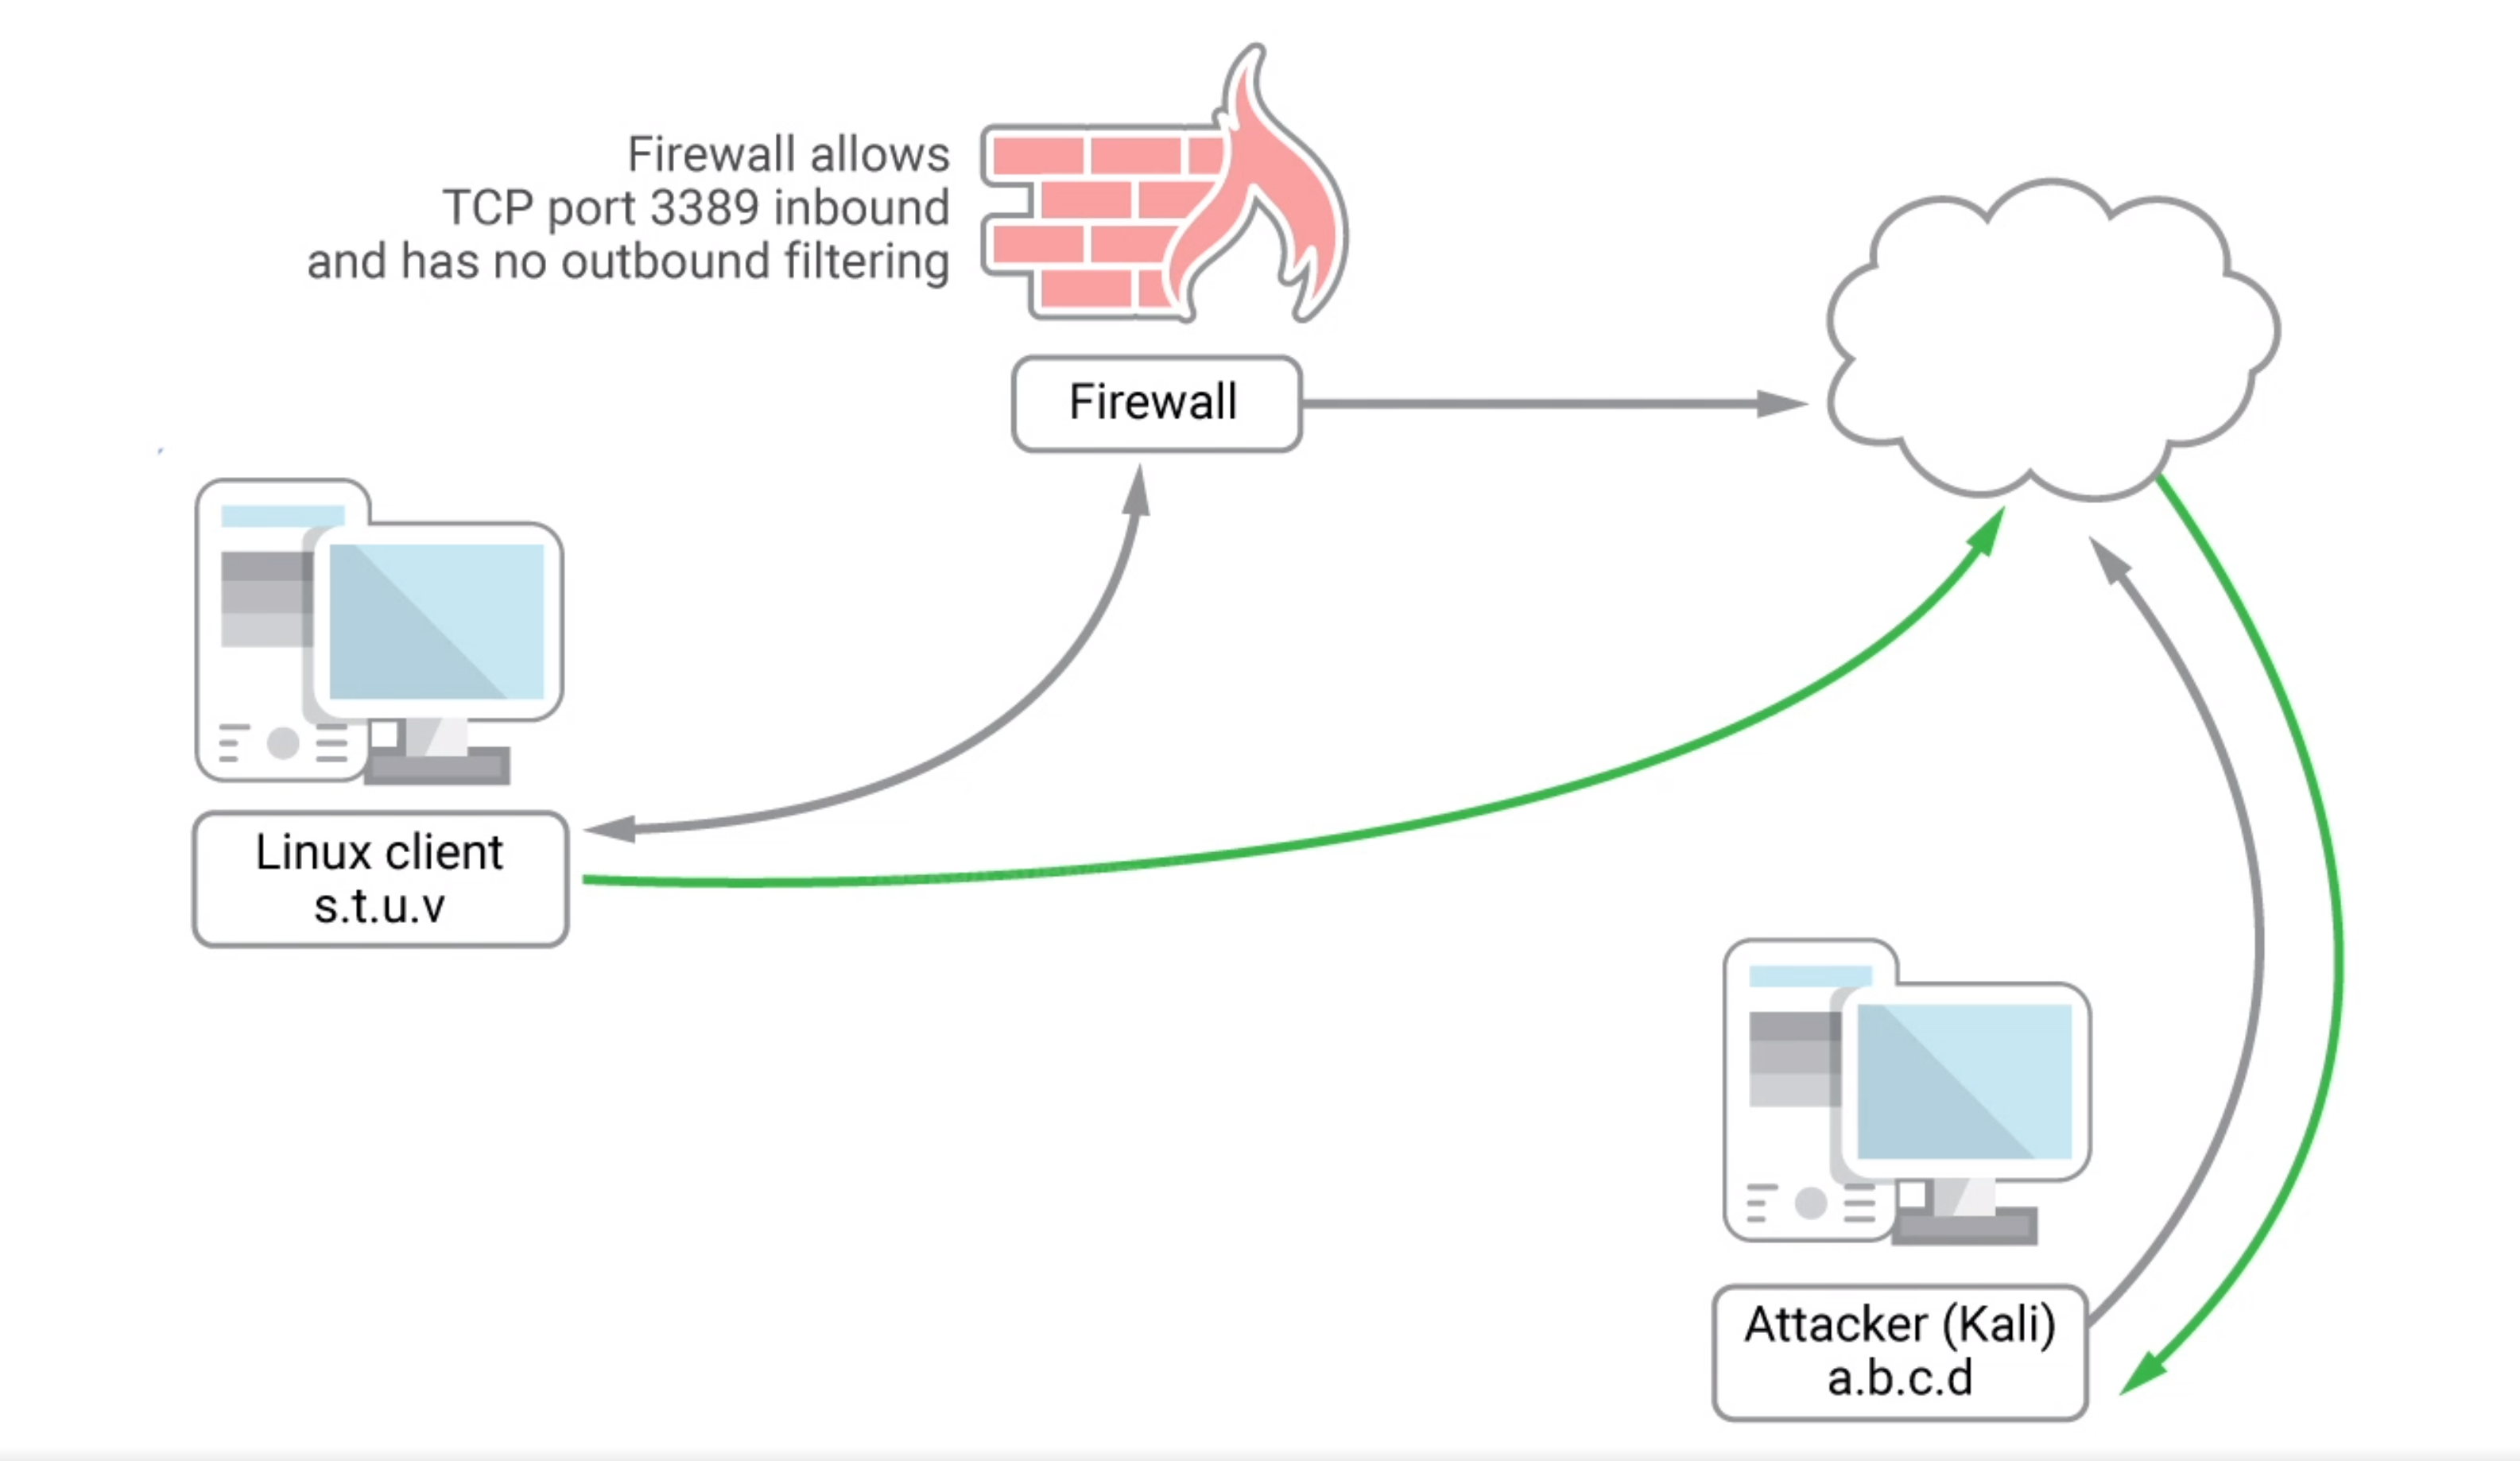 Firewall allows
TCP port 3389 inbound
and has no outbound filtering
Firewall
Linux client
s.t.u.v
Attacker (Kali)
a.b.c.d